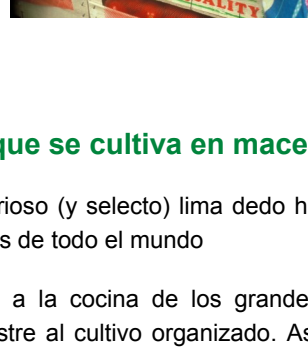 ALITY
que se cultiva en mace
rioso (y selecto) lima dedo h
s de todo el mundo
a la cocina de los grande
stre al cultivo organizado. As